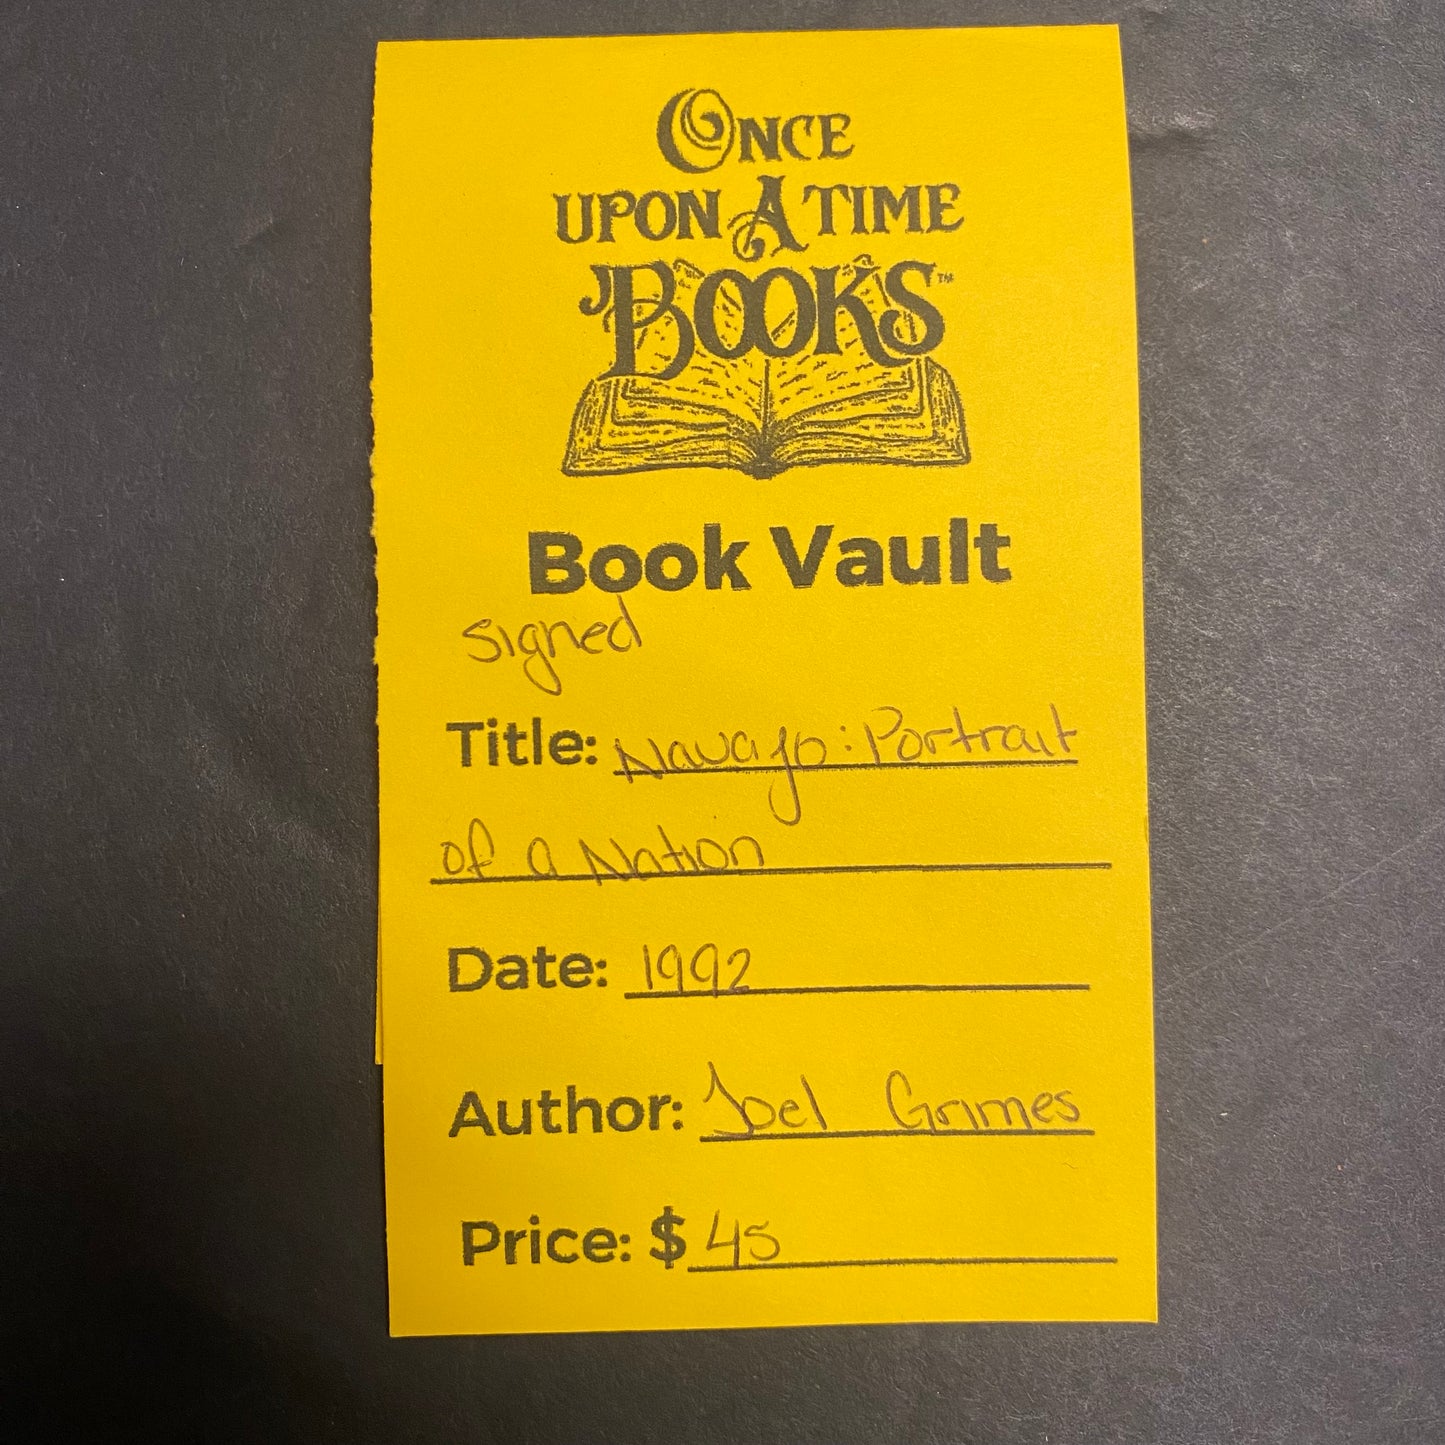 ONCE
UPON A TIME
BOOKS™
Book Vault
signed
Title: Navajo: Portrait
of a Nation
Date: 1992
Author: Joel Grimes
Price: $45